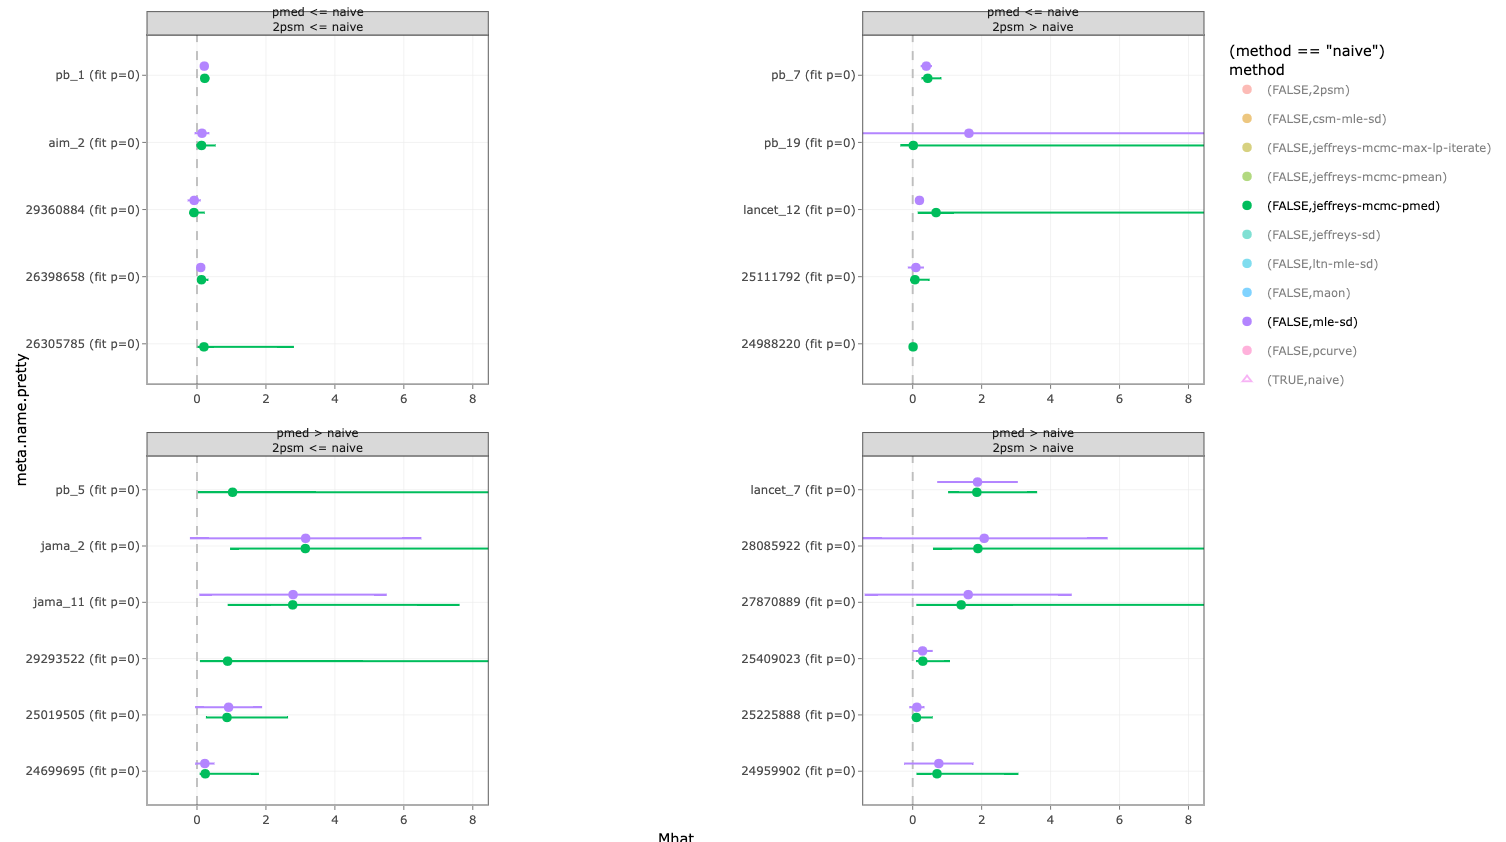 pmed <= naive
2psm <= naive
pb_1 (fit p=0)
aim_2 (fit p=0)
29360884 (fit p=0)
26398658 (fit p=0)
26305785 (fit p=0)
0 2 4 6 8
pmed <= naive
2psm > naive
pb_7 (fit p=0)
pb_19 (fit p=0)
lancet_12 (fit p=0)
25111792 (fit p=0)
24988220 (fit p=0)
0 2 4 6 8
pmed > naive
2psm <= naive
pb_5 (fit p=0)
jama_2 (fit p=0)
jama_11 (fit p=0)
29293522 (fit p=0)
25019505 (fit p=0)
24699695 (fit p=0)
0 2 4 6 8
pmed > naive
2psm > naive
lancet_7 (fit p=0)
28085922 (fit p=0)
27870889 (fit p=0)
25409023 (fit p=0)
25225888 (fit p=0)
24959902 (fit p=0)
0 2 4 6 8
meta.name.pretty
Mhat
(method == "naive")
method
(FALSE,2psm)
(FALSE,csm-mle-sd)
(FALSE,jeffreys-mcmc-max-lp-iterate)
(FALSE,jeffreys-mcmc-pmean)
(FALSE,jeffreys-mcmc-pmed)
(FALSE,jeffreys-sd)
(FALSE,ltn-mle-sd)
(FALSE,maon)
(FALSE,mle-sd)
(FALSE,pcurve)
(TRUE,naive)